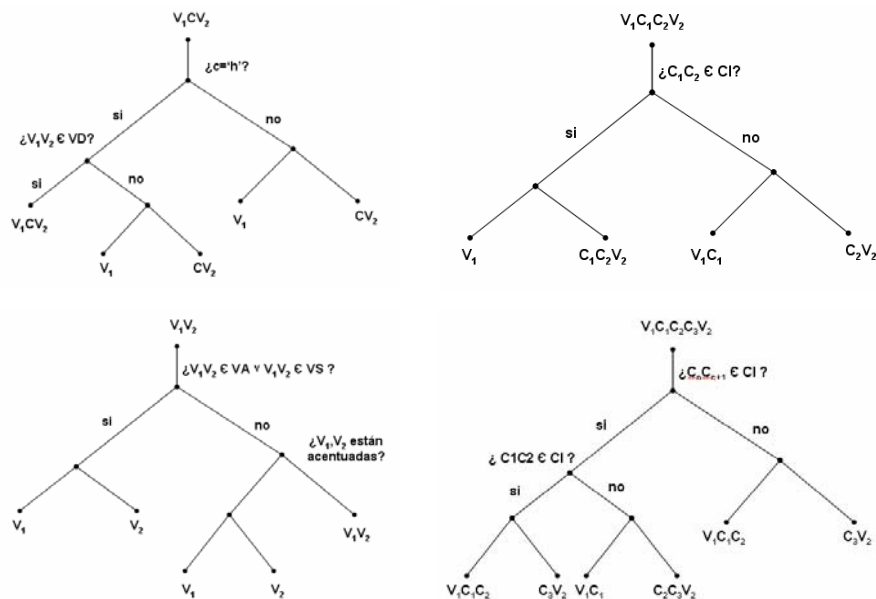 V₁CV₂
¿c='h'?
si
no
¿V₁V₂ Є VD?
si
no
V₁CV₂
V₁
CV₂
V₁
CV₂
V₁C₁C₂V₂
¿C₁C₂ Є CI?
si
no
V₁
C₁C₂V₂
V₁C₁
C₂V₂
V₁V₂
¿V₁V₂ Є VA v V₁V₂ Є VS ?
si
no
¿V₁,V₂ están
acentuadas?
V₁
V₂
V₁V₂
V₁
V₂
V₁C₁C₂C₃V₂
¿CₙCₙ₊₁ Є CI ?
si
no
¿ C1C2 Є CI ?
si
no
V₁C₁C₂
C₃V₂
V₁C₁C₂
C₃V₂
V₁C₁
C₂C₃V₂